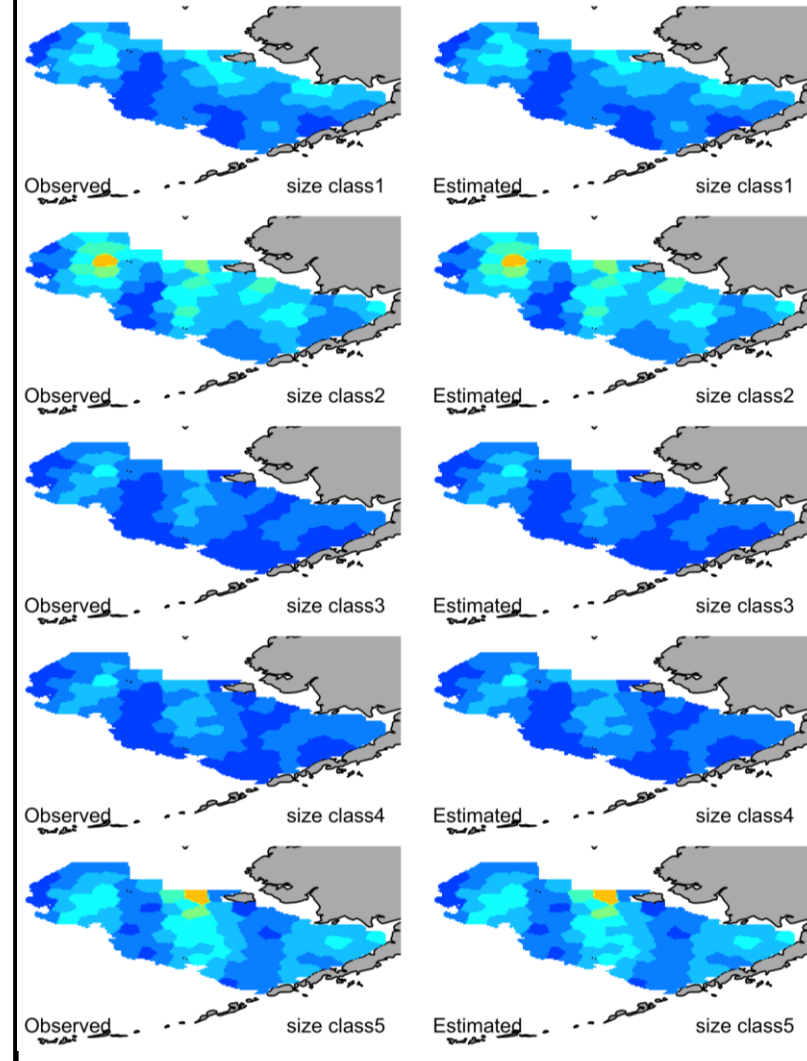 Observed size class1 Estimated size class1
Observed size class2 Estimated size class2
Observed size class3 Estimated size class3
Observed size class4 Estimated size class4
Observed size class5 Estimated size class5